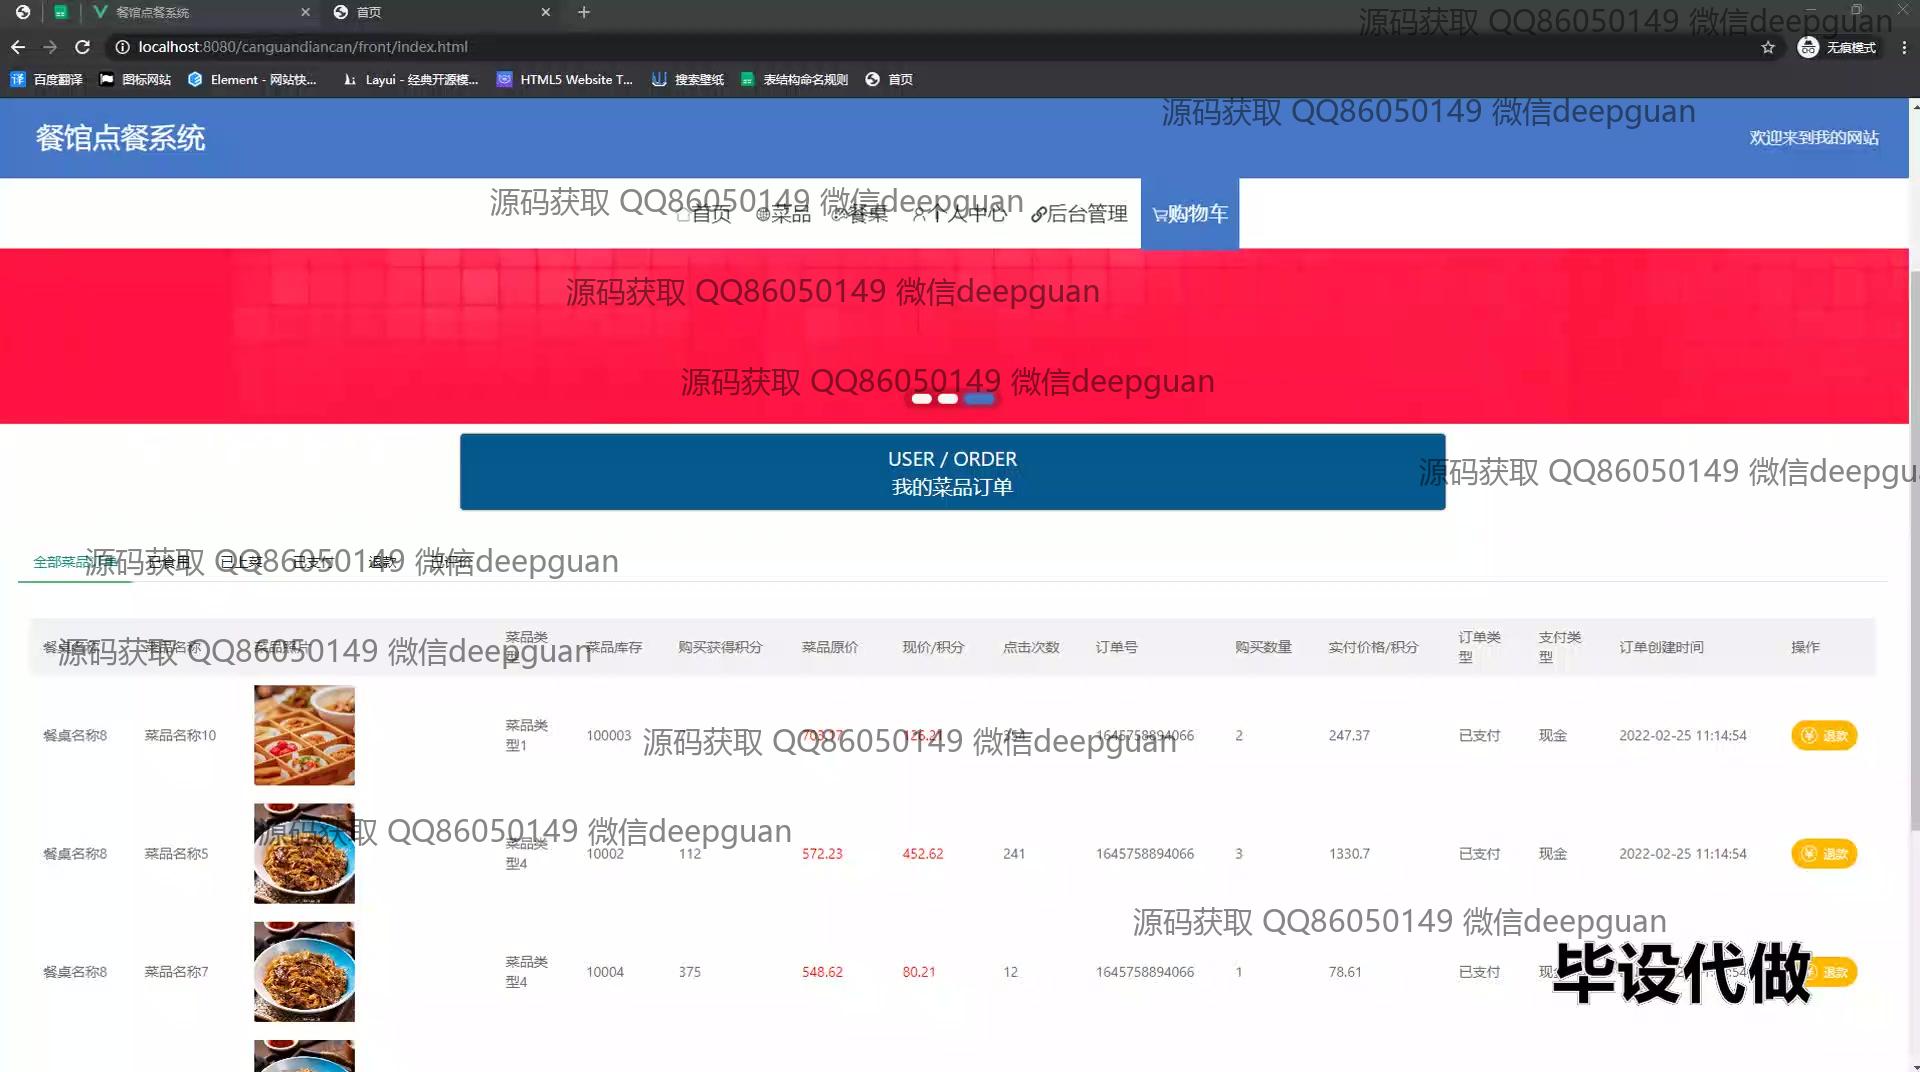 餐馆点餐系统
首页
源码获取 QQ86050149 微信deepguan
localhost:8080/canguandiancan/front/index.html
无痕模式
百度翻译
图标网站
Element - 网站快...
Layui - 经典开源模...
HTML5 Website T...
搜索壁纸
表结构命名规则
首页
源码获取 QQ86050149 微信deepguan
餐馆点餐系统
欢迎来到我的网站
源码获取 QQ86050149 微信deepguan
首页 菜品 餐桌 个人中心 后台管理 购物车
源码获取 QQ86050149 微信deepguan
源码获取 QQ86050149 微信deepguan
USER / ORDER
我的菜品订单
源码获取 QQ86050149 微信deepgu
源码获取 QQ86050149 微信deepguan
全部菜品订单 已食用 已上菜 已支付 退款 已评价
源码获取 QQ86050149 微信deepguan
餐桌名称 菜品名称 菜品照片 菜品类型 菜品库存 购买获得积分 菜品原价 现价/积分 点击次数 订单号 购买数量 实付价格/积分 订单类型 支付类型 订单创建时间 操作
源码获取 QQ86050149 微信deepguan
餐桌名称8 菜品名称10 菜品类型1 100003 1645758894066 2 247.37 已支付 现金 2022-02-25 11:14:54 退款
源码获取 QQ86050149 微信deepguan
餐桌名称8 菜品名称5 菜品类型4 10002 112 572.23 452.62 241 1645758894066 3 1330.7 已支付 现金 2022-02-25 11:14:54 退款
源码获取 QQ86050149 微信deepguan
餐桌名称8 菜品名称7 菜品类型4 10004 375 548.62 80.21 12 1645758894066 1 78.61 已支付 退款
毕设代做